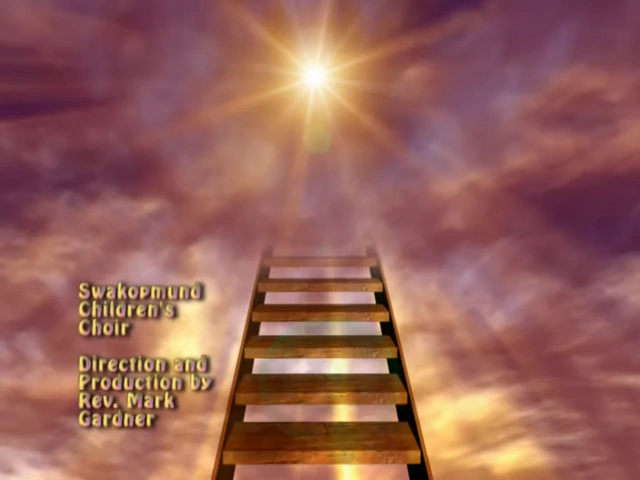 Swakopmund
Children's
Choir
Direction and
Production by
Rev. Mark
Gardner